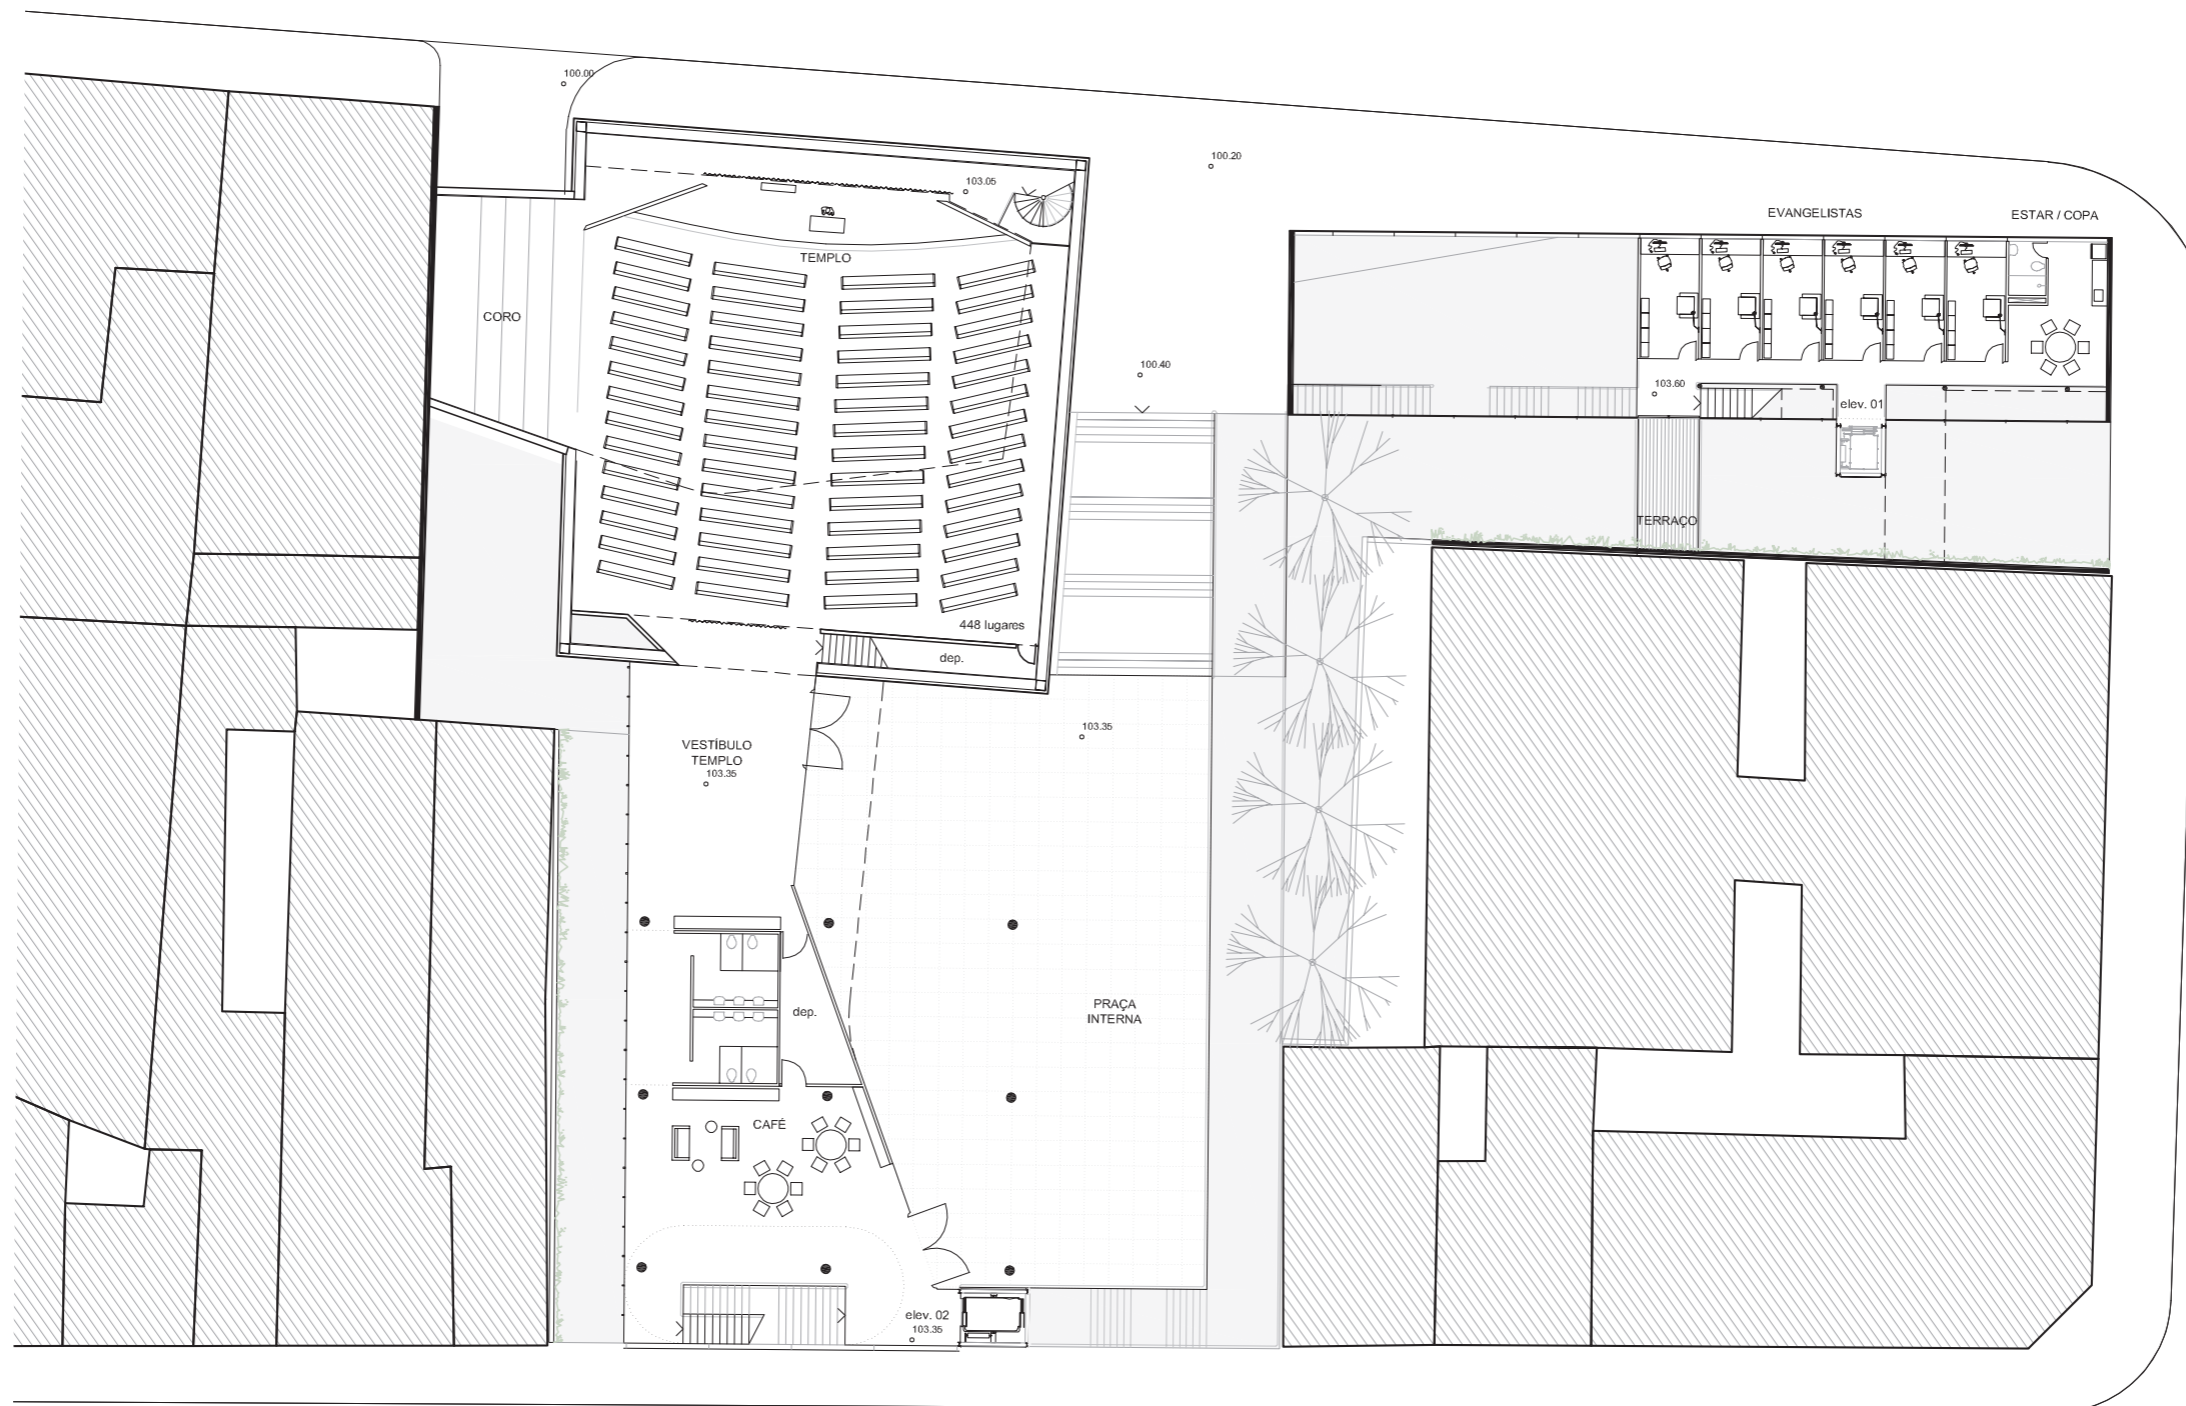 100.00
100.20
103.05
EVANGELISTAS
ESTAR / COPA
TEMPLO
CORO
100.40
103.60
elev. 01
TERRAÇO
448 lugares
dep.
103.35
VESTÍBULO
TEMPLO
103.35
PRAÇA
INTERNA
dep.
CAFÉ
elev. 02
103.35